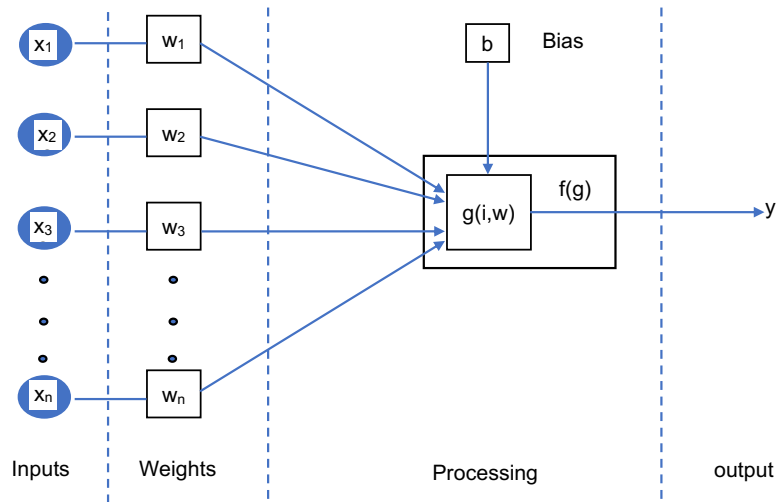 x1 w1 b Bias
x2 w2
f(g)
x3 w3 g(i,w) y
xn wn
Inputs Weights Processing output